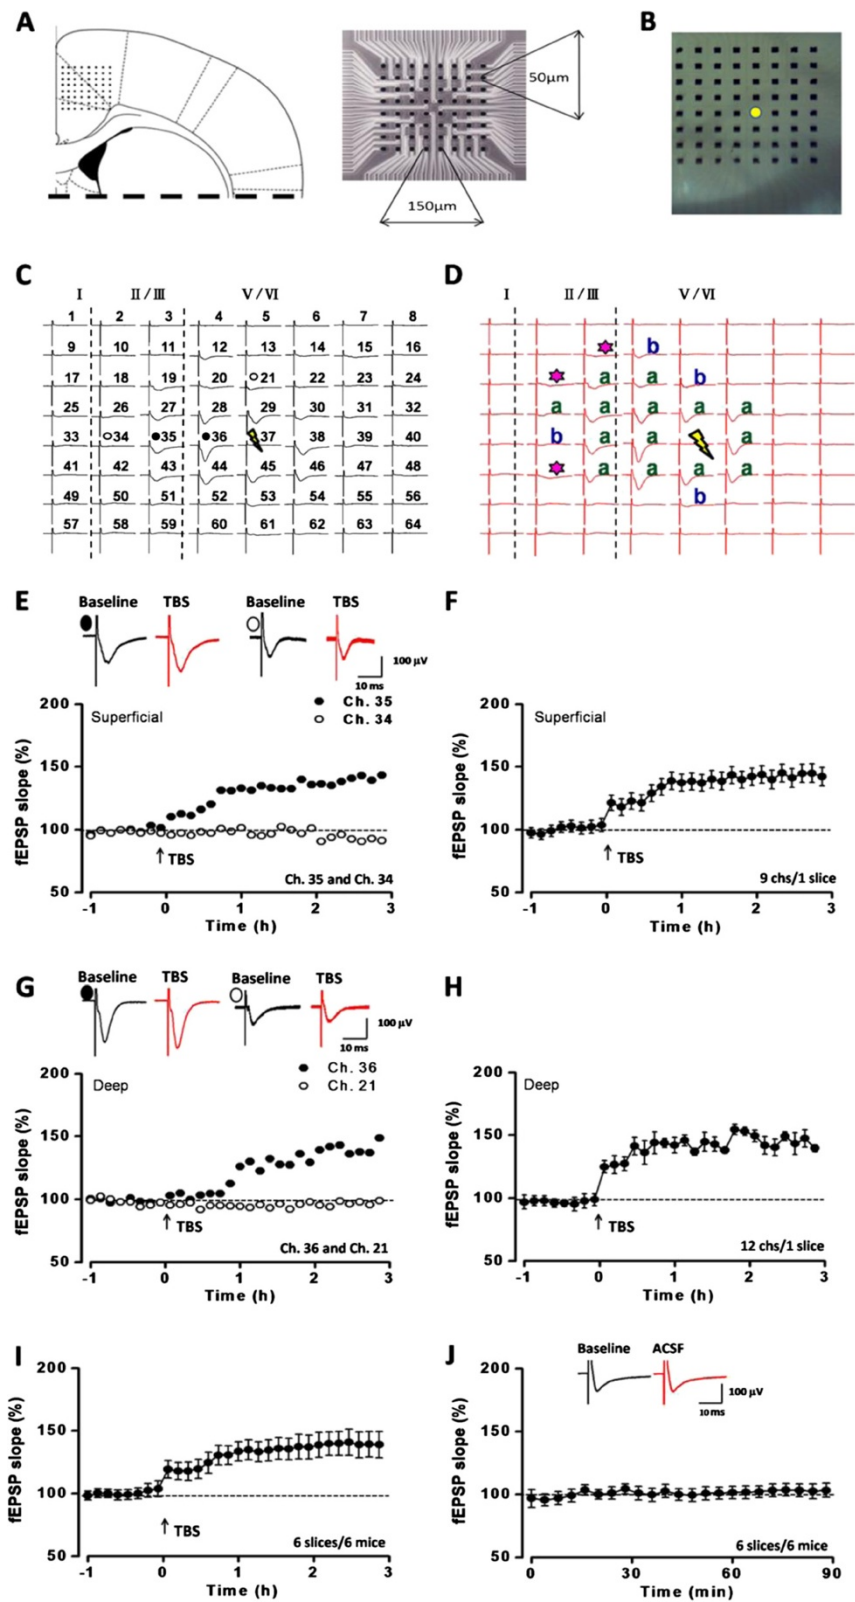 A
50μm
150μm
B
C
I II / III V / VI
1 2 3 4 5 6 7 8
9 10 11 12 13 14 15 16
17 18 19 20 21 22 23 24
25 26 27 28 29 30 31 32
33 34 35 36 37 38 39 40
41 42 43 44 45 46 47 48
49 50 51 52 53 54 55 56
57 58 59 60 61 62 63 64
D
I II / III V / VI
b
a a b
a a a a a
b a a
a a a a
b
E
Baseline TBS Baseline TBS
100 μV
10 ms
Ch. 35
Ch. 34
Superficial
fEPSP slope (%)
200
150
100
50
TBS
Ch. 35 and Ch. 34
-1 0 1 2 3
Time (h)
F
Superficial
fEPSP slope (%)
200
150
100
50
TBS
9 chs/1 slice
-1 0 1 2 3
Time (h)
G
Baseline TBS Baseline TBS
100 μV
10 ms
Ch. 36
Ch. 21
Deep
fEPSP slope (%)
200
150
100
50
TBS
Ch. 36 and Ch. 21
-1 0 1 2 3
Time (h)
H
Deep
fEPSP slope (%)
200
150
100
50
TBS
12 chs/1 slice
-1 0 1 2 3
Time (h)
I
fEPSP slope (%)
200
150
100
50
TBS
6 slices/6 mice
-1 0 1 2 3
Time (h)
J
Baseline ACSF
100 μV
10 ms
fEPSP slope (%)
200
150
100
50
6 slices/6 mice
0 30 60 90
Time (min)